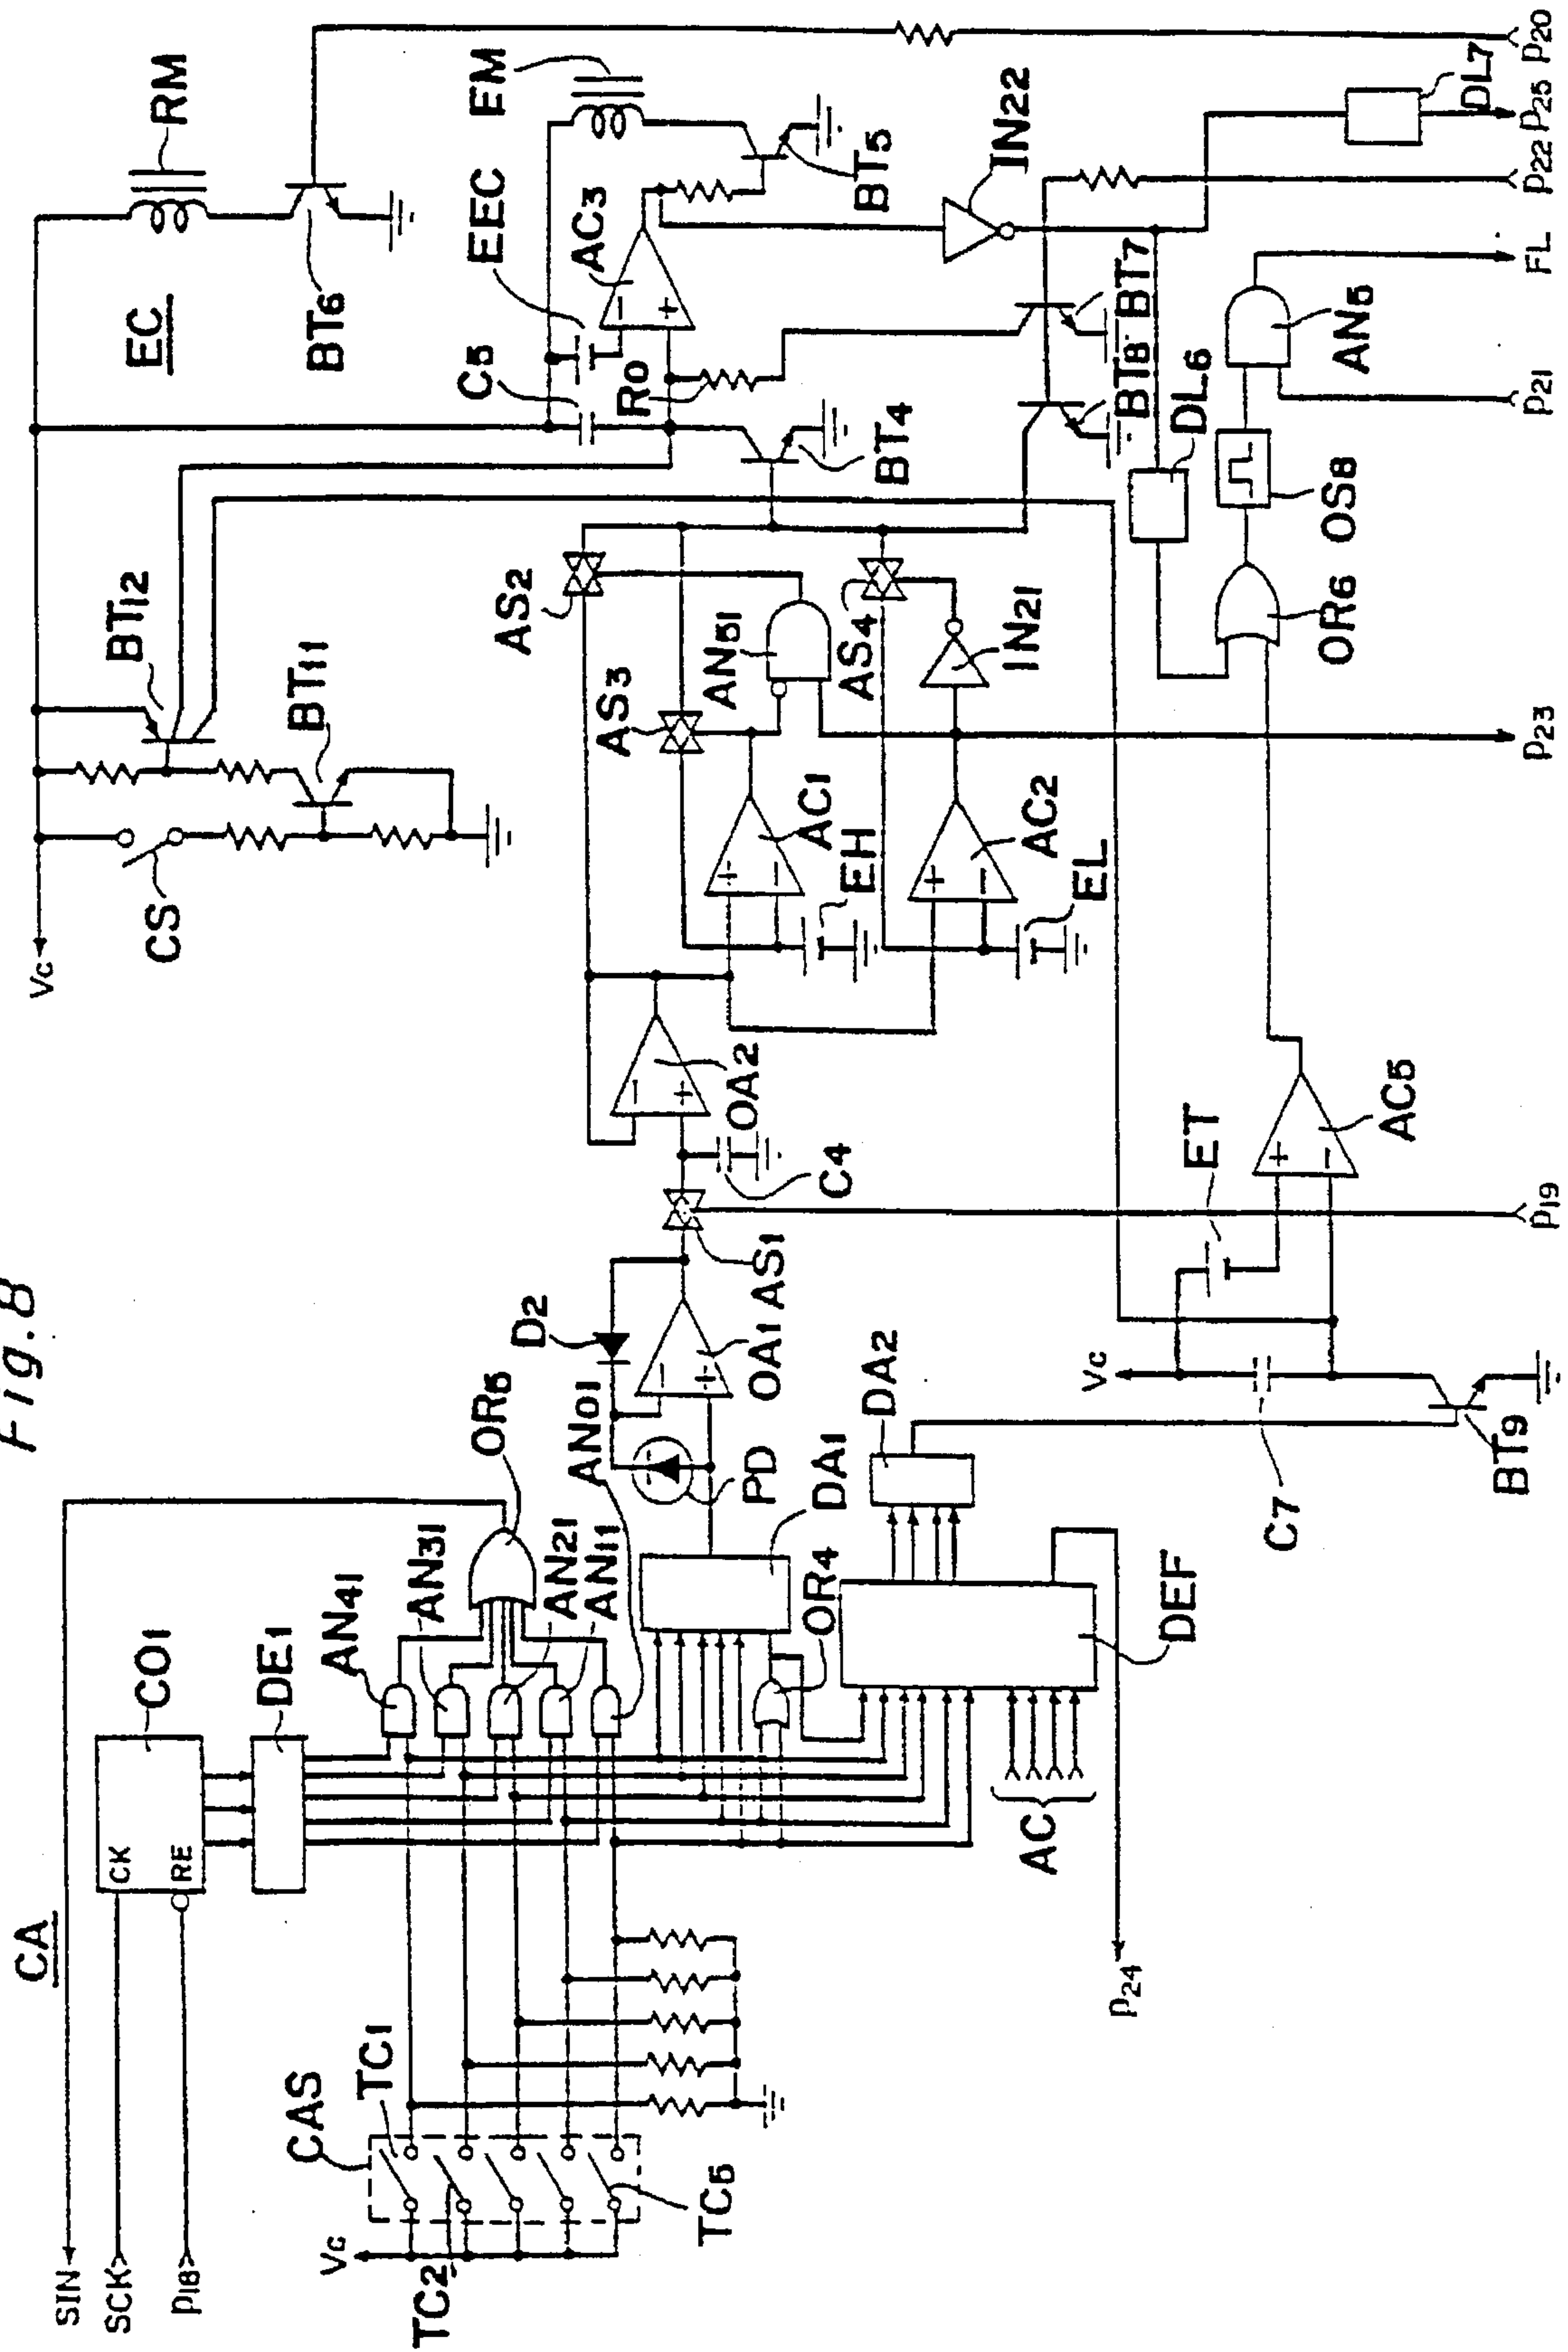 Fig. 8
CA
SIN
SCK
P18
CK
RE
CO1
DE1
CAS
TC1
TC2
TC5
Vc
AN41
AN31
AN21
AN11
AN01
OR5
D2
PD
OA1
AS1
DA1
OR4
DEF
AC
P24
DA2
Vc
C7
BT9
ET
AC5
P19
C4
OA2
EH
EL
AC1
AC2
AS3
AN51
AS2
AS4
IN21
P23
Vc
CS
BT11
BT12
EC
RM
BT6
C5
EEC
AC3
EM
R0
BT4
BT5
IN22
BT7
BT8
DL6
OR6
OS8
AN5
DL7
P21
FL
P22
P25
P20